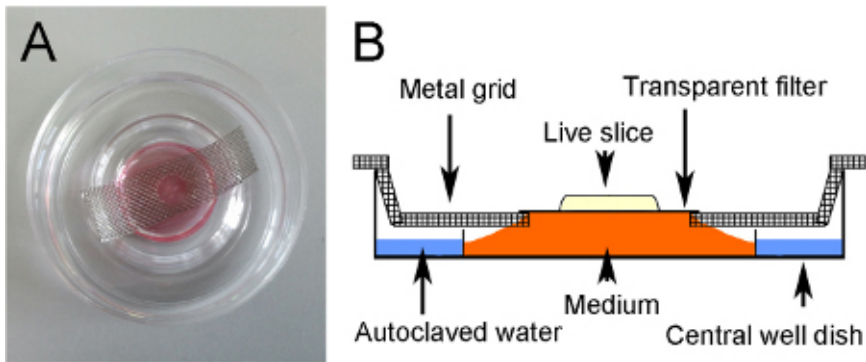 A
B
Metal grid
Transparent filter
Live slice
Medium
Autoclaved water
Central well dish